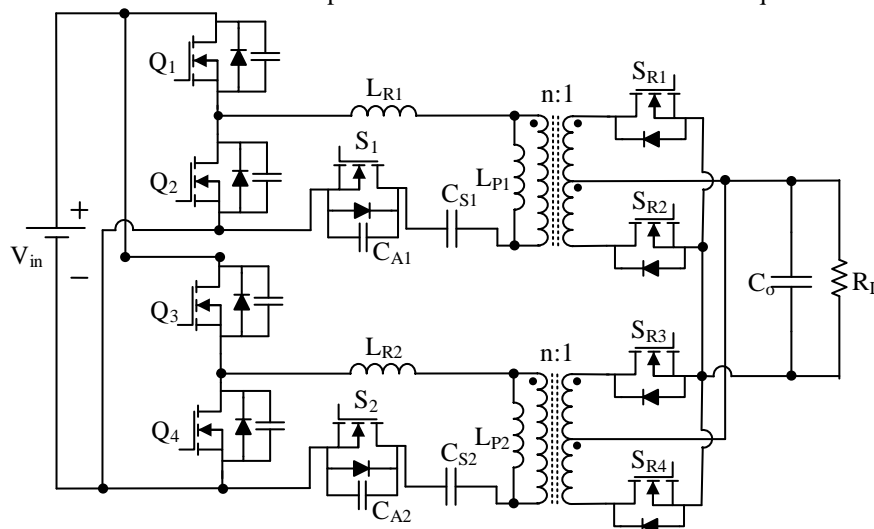 Q1
LR1
n:1
SR1
S1
Q2
LP1
CS1
SR2
+
Vin
−
CA1
Co
Q3
LR2
n:1
SR3
S2
Q4
LP2
CS2
SR4
CA2